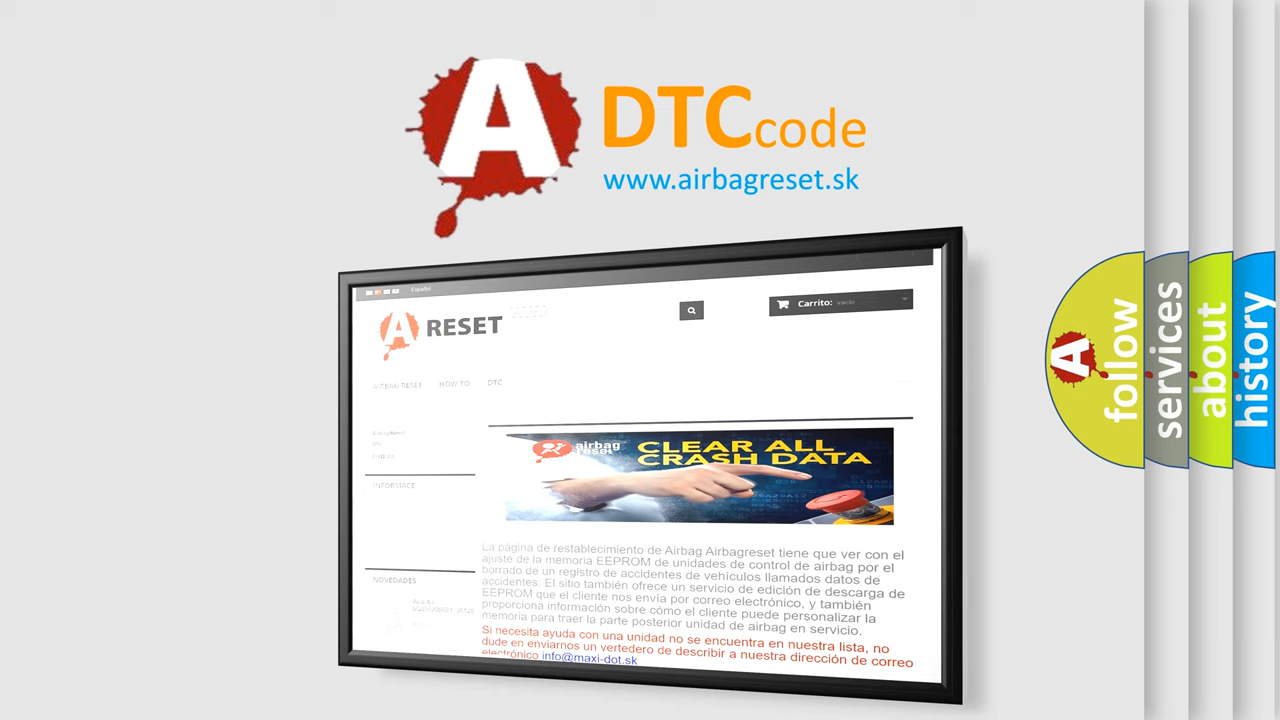 A
DTCcode
www.airbagreset.sk
Español
A RESET
Carrito: vacío
AIRBAG RESET HOW TO DTC
INFORMACE
NOVEDADES
airbag
reset
CLEAR ALL
CRASH DATA
La página de restablecimiento de Airbag Airbagreset tiene que ver con el
ajuste de la memoria EEPROM de unidades de control de airbag por el
borrado de un registro de accidentes de vehículos llamados datos de
accidentes. El sitio también ofrece un servicio de edición de descarga de
EEPROM que el cliente nos envía por correo electrónico, y también
proporciona información sobre cómo el cliente puede personalizar la
memoria para traer la parte posterior unidad de airbag en servicio.
Si necesita ayuda con una unidad no se encuentra en nuestra lista, no
dude en enviarnos un vertedero de describir a nuestra dirección de correo
electrónico info@maxi-dot.sk
A
follow
services
about
history